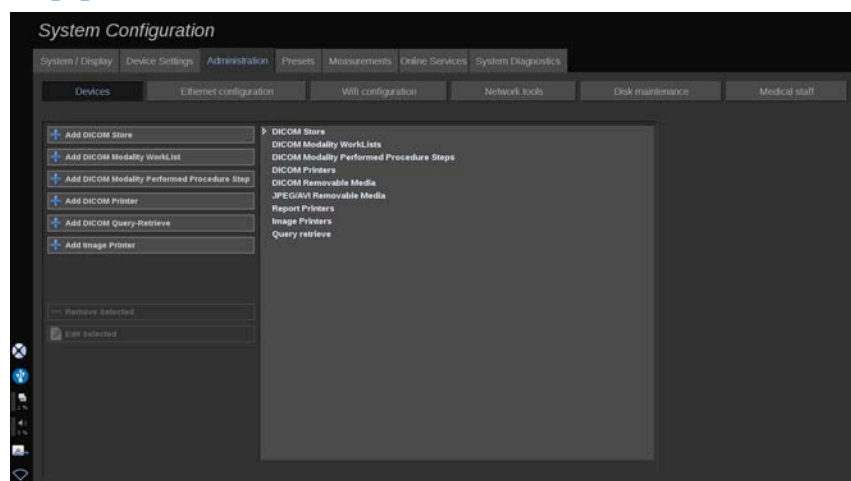 System Configuration
System / Display Device Settings Administration Presets Measurements Online Services System Diagnostics
Devices Ethernet configuration Wifi configuration Network tools Disk maintenance Medical staff
Add DICOM Store
Add DICOM Modality WorkList
Add DICOM Modality Performed Procedure Step
Add DICOM Printer
Add DICOM Query-Retrieve
Add Image Printer
Remove Selected
Edit Selected
DICOM Store
DICOM Modality WorkLists
DICOM Modality Performed Procedure Steps
DICOM Printers
DICOM Removable Media
JPEG/AVI Removable Media
Report Printers
Image Printers
Query retrieve